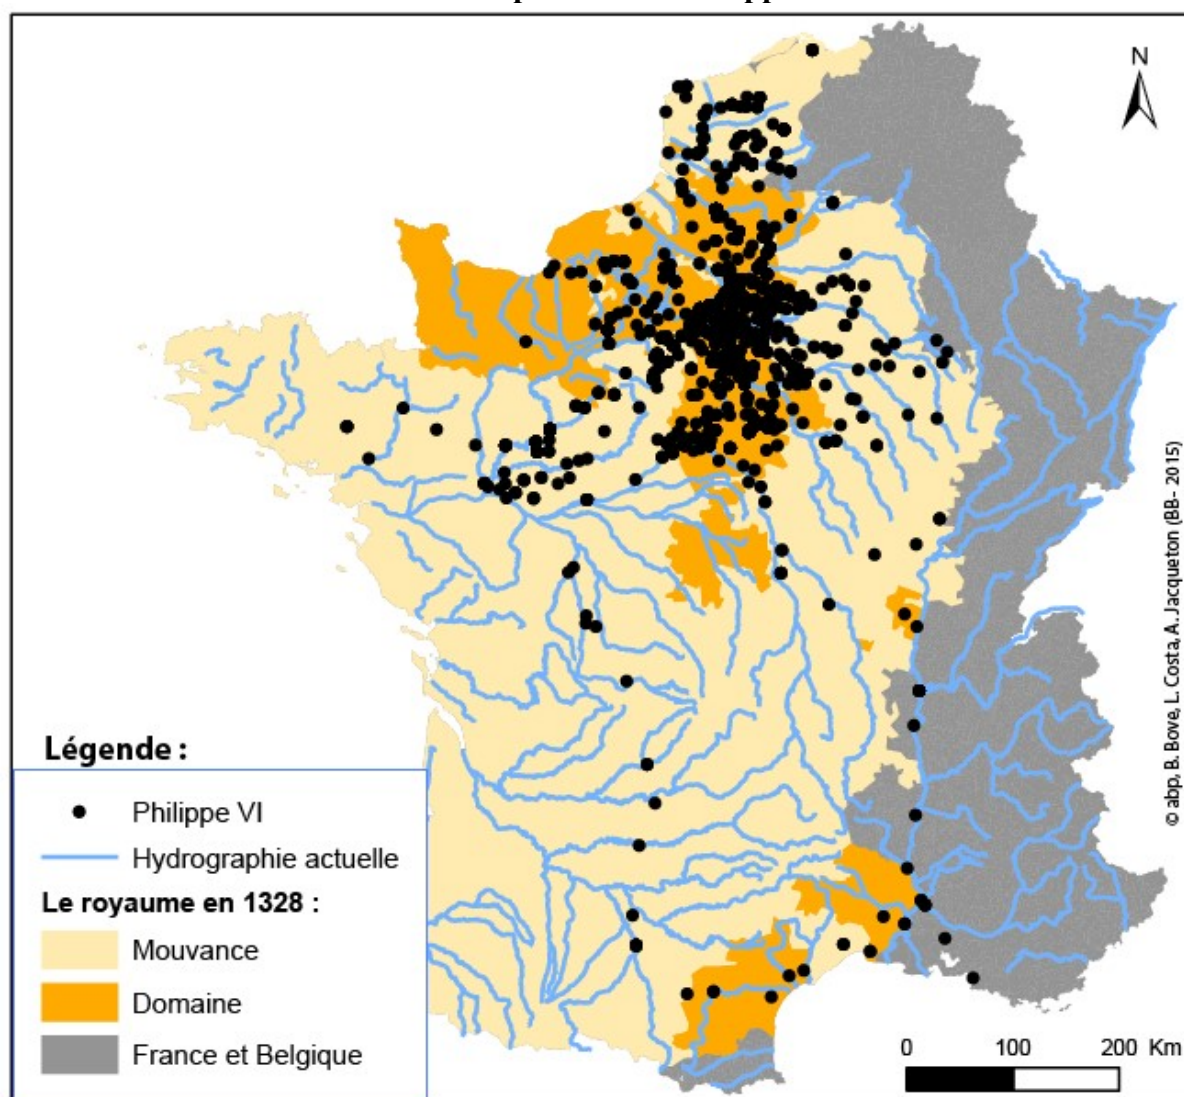 N
Légende :
Philippe VI
Hydrographie actuelle
Le royaume en 1328 :
Mouvance
Domaine
France et Belgique
0 100 200 Km
© abp, B. Bove, L. Costa, A. Jacqueton (BB- 2015)